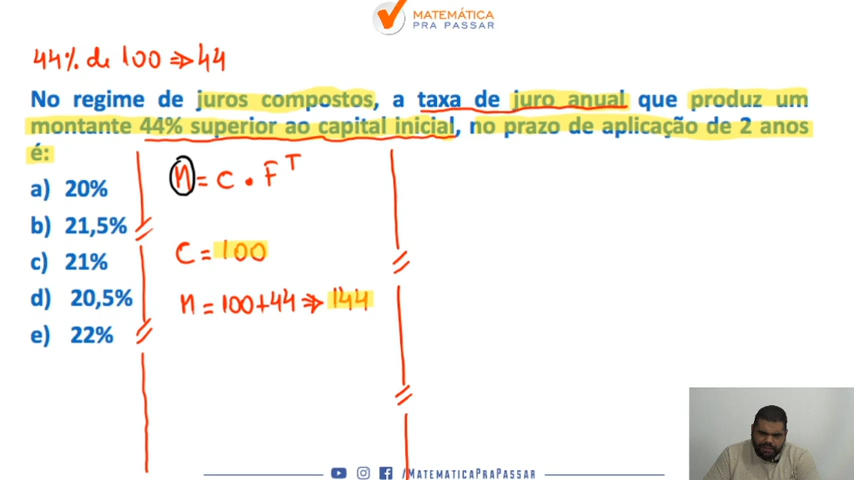 MATEMÁTICA
PRA PASSAR
44% de 100 ⇒ 44
No regime de juros compostos, a taxa de juro anual que produz um
montante 44% superior ao capital inicial, no prazo de aplicação de 2 anos
é:
a) 20%
b) 21,5%
c) 21%
d) 20,5%
e) 22%
M = C . F^T
C = 100
M = 100+44 ⇒ 144
/MATEMATICAPRAPASSAR